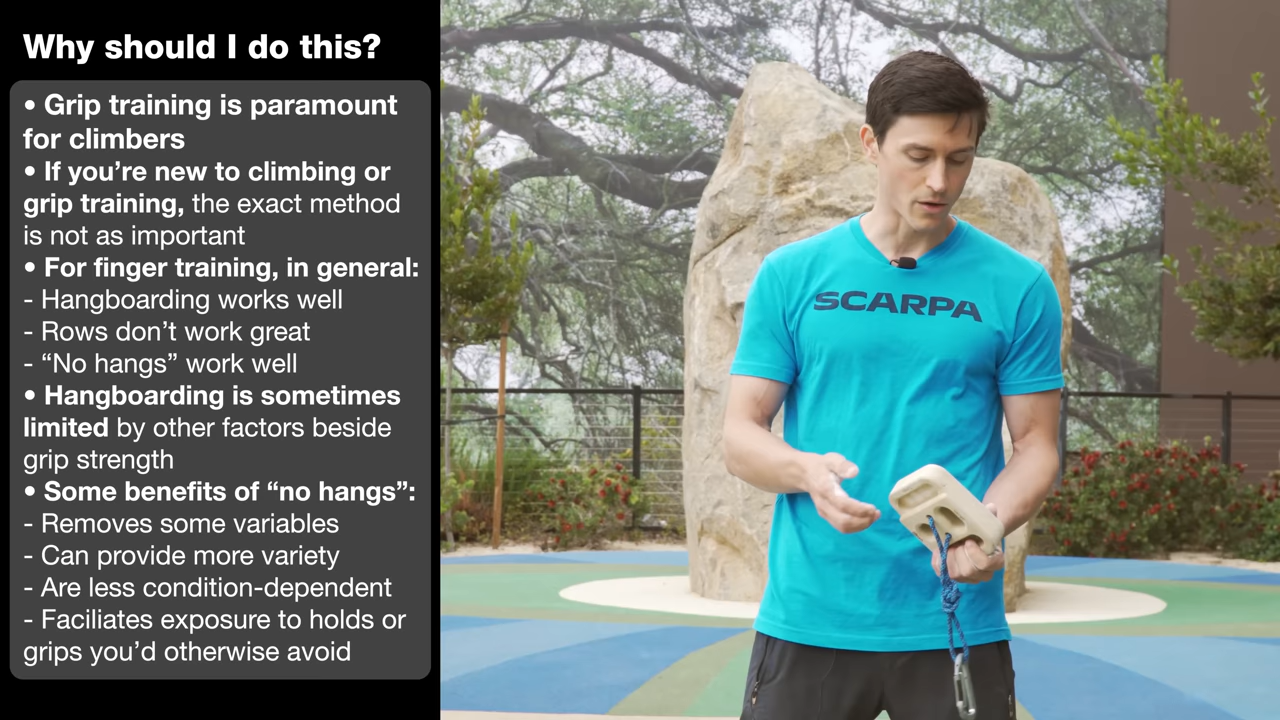 Why should I do this?
• Grip training is paramount
for climbers
• If you’re new to climbing or
grip training, the exact method
is not as important
• For finger training, in general:
- Hangboarding works well
- Rows don’t work great
- “No hangs” work well
• Hangboarding is sometimes
limited by other factors beside
grip strength
• Some benefits of “no hangs”:
- Removes some variables
- Can provide more variety
- Are less condition-dependent
- Faciliates exposure to holds or
grips you’d otherwise avoid
SCARPA